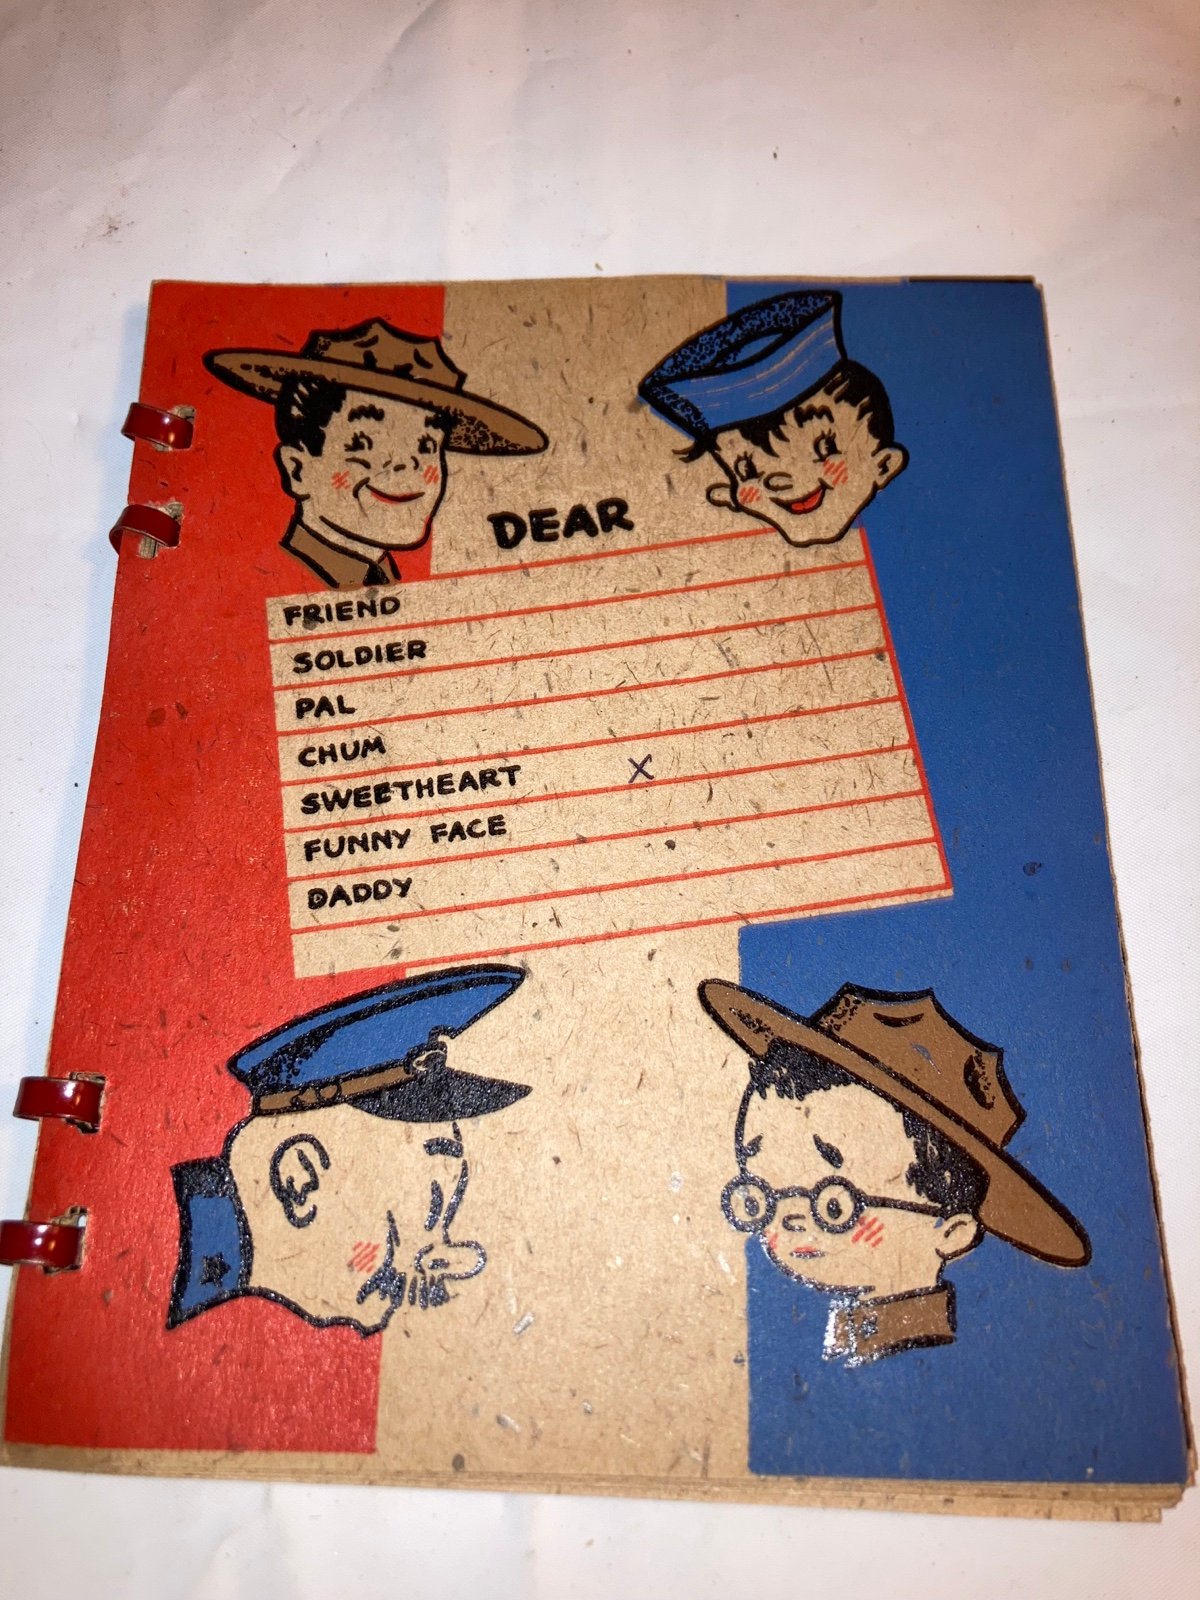 DEAR
FRIEND
SOLDIER
PAL
CHUM
SWEETHEART X
FUNNY FACE
DADDY